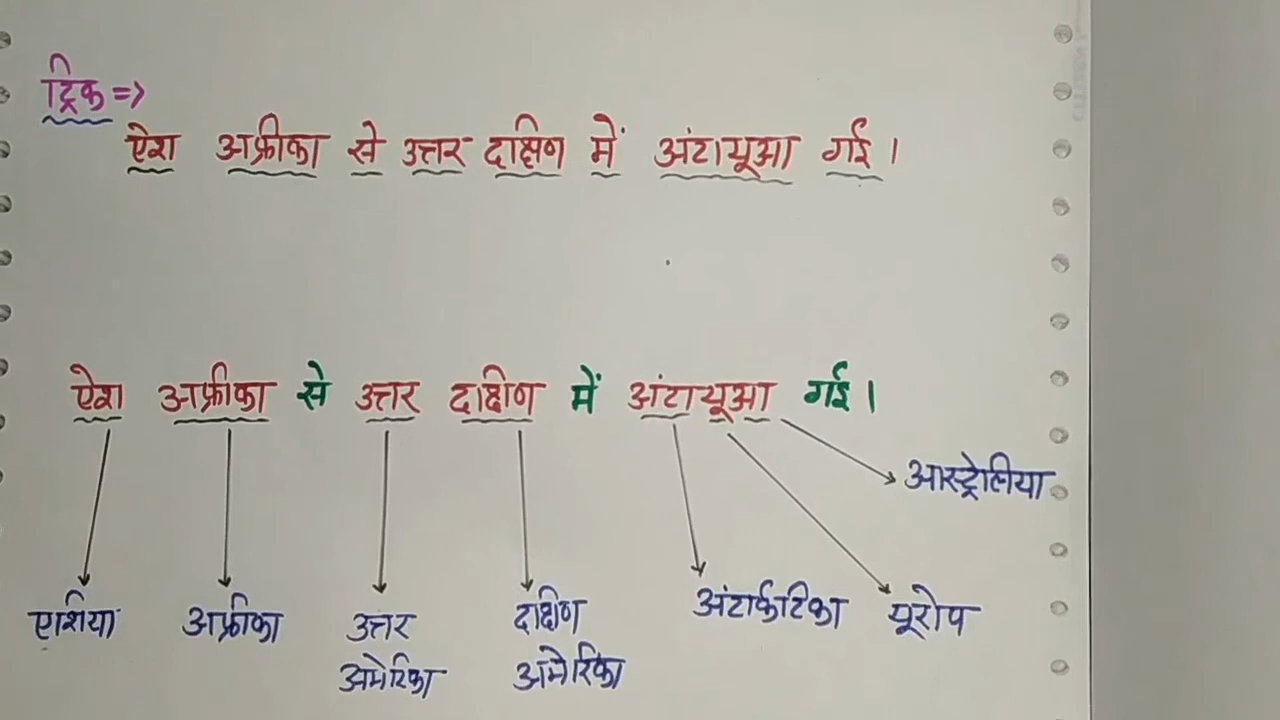 ट्रिक =>
ऐश अफ्रीका से उत्तर दक्षिण में अंटायूआ गई।
ऐश अफ्रीका से उत्तर दक्षिण में अंटायूआ गई।
आस्ट्रेलिया
एशिया अफ्रीका उत्तर अमेरिका दक्षिण अमेरिका अंटार्कटिका यूरोप